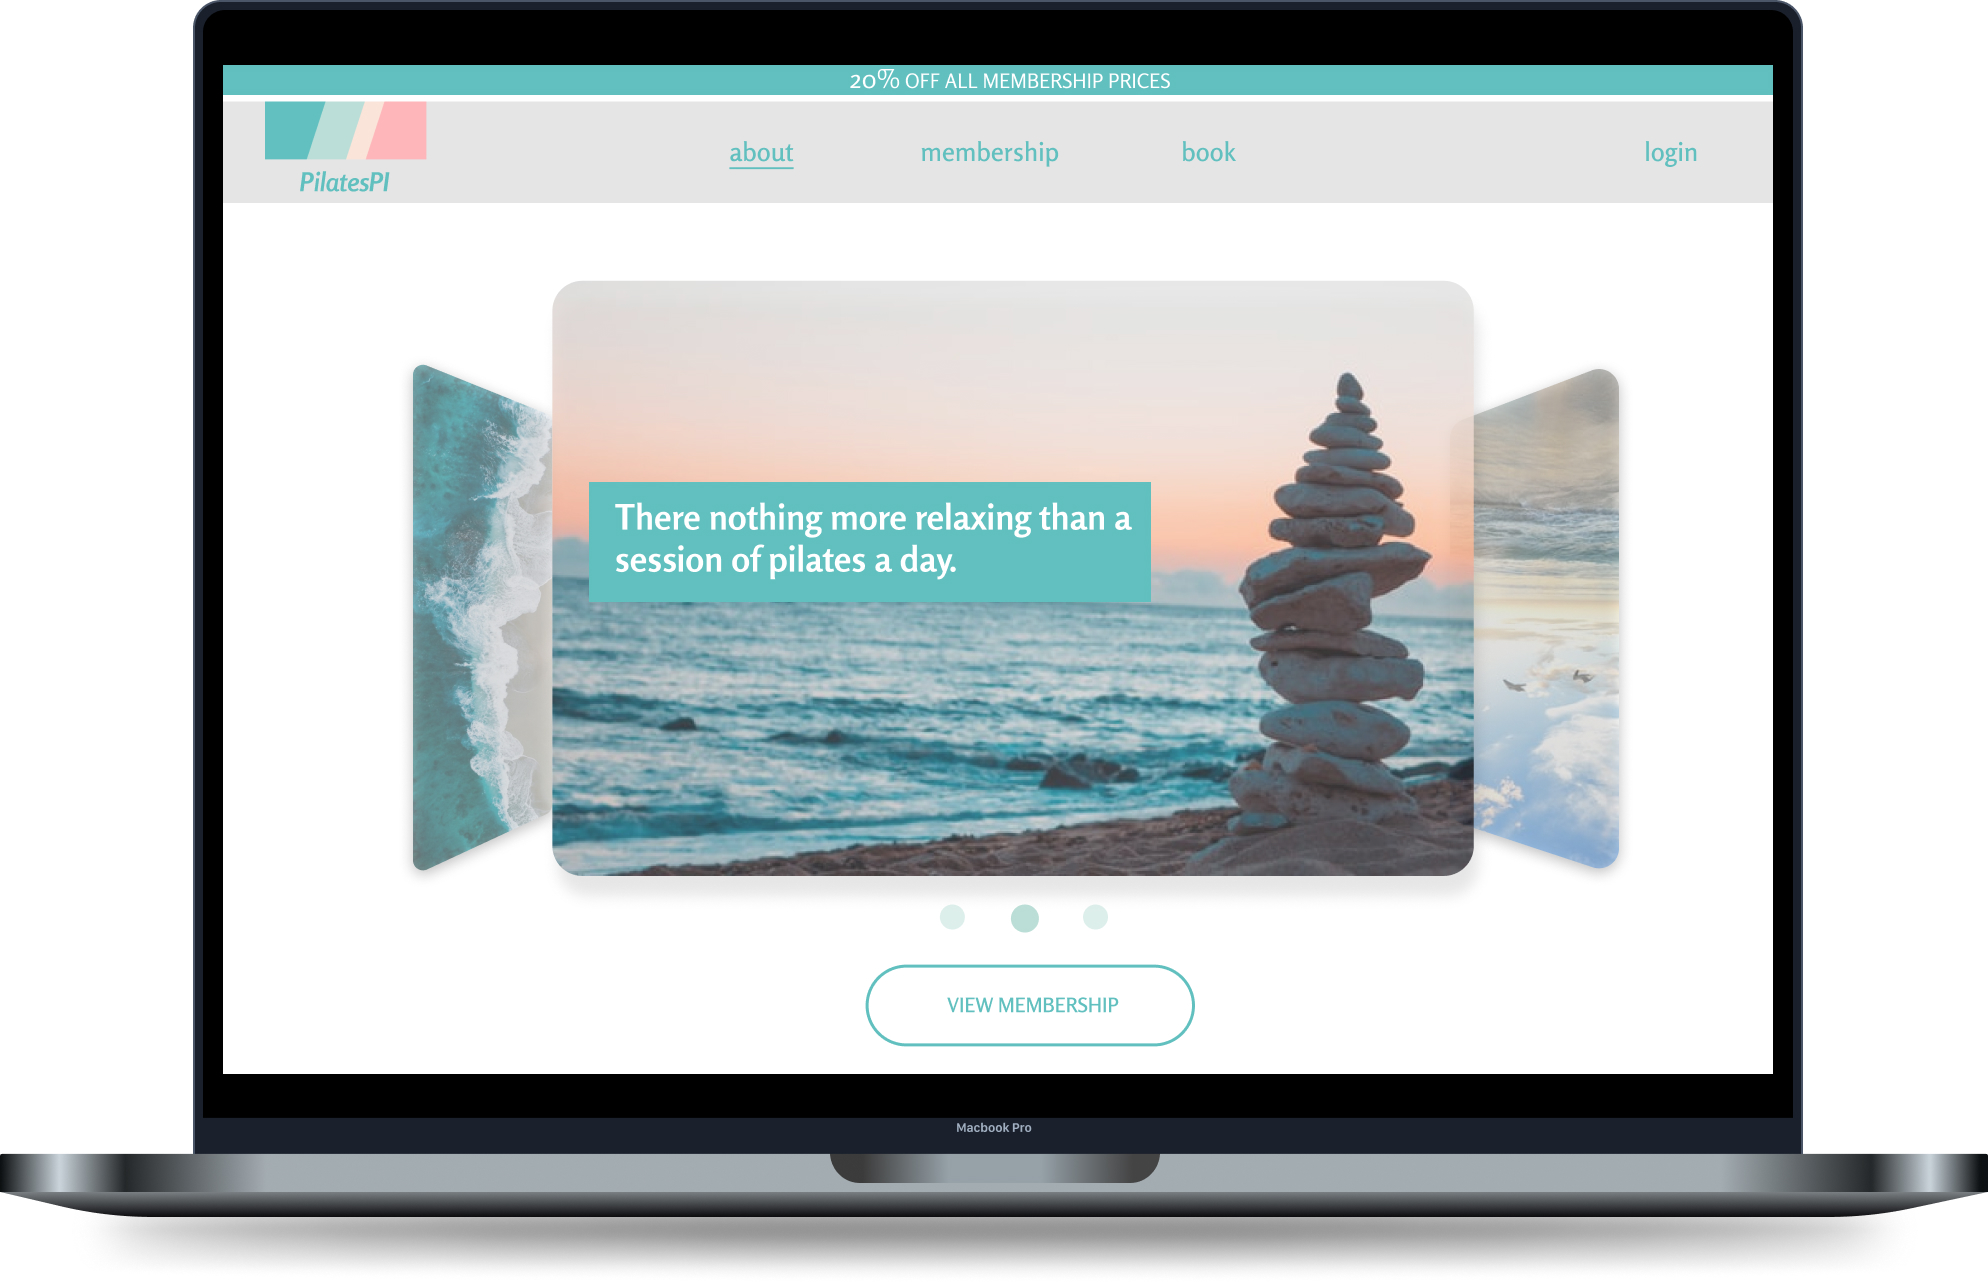 20% OFF ALL MEMBERSHIP PRICES
about membership book login
PilatesPI
There nothing more relaxing than a
session of pilates a day.
VIEW MEMBERSHIP
Macbook Pro